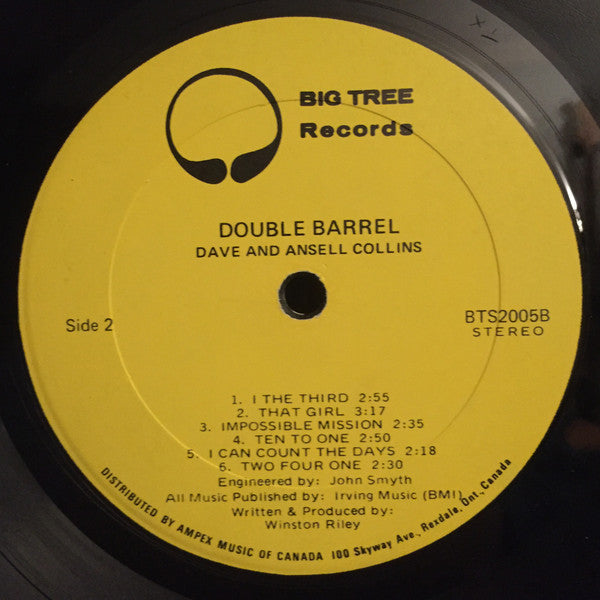 BIG TREE
Records
DOUBLE BARREL
DAVE AND ANSELL COLLINS
Side 2
BTS2005B
STEREO
1. I THE THIRD 2:55
2. THAT GIRL 3:17
3. IMPOSSIBLE MISSION 2:35
4. TEN TO ONE 2:50
5. I CAN COUNT THE DAYS 2:18
6. TWO FOUR ONE 2:30
Engineered by: John Smyth
All Music Published by: Irving Music (BMI)
Written & Produced by:
Winston Riley
DISTRIBUTED BY AMPEX MUSIC OF CANADA 100 Skyway Ave., Rexdale, Ont., Canada